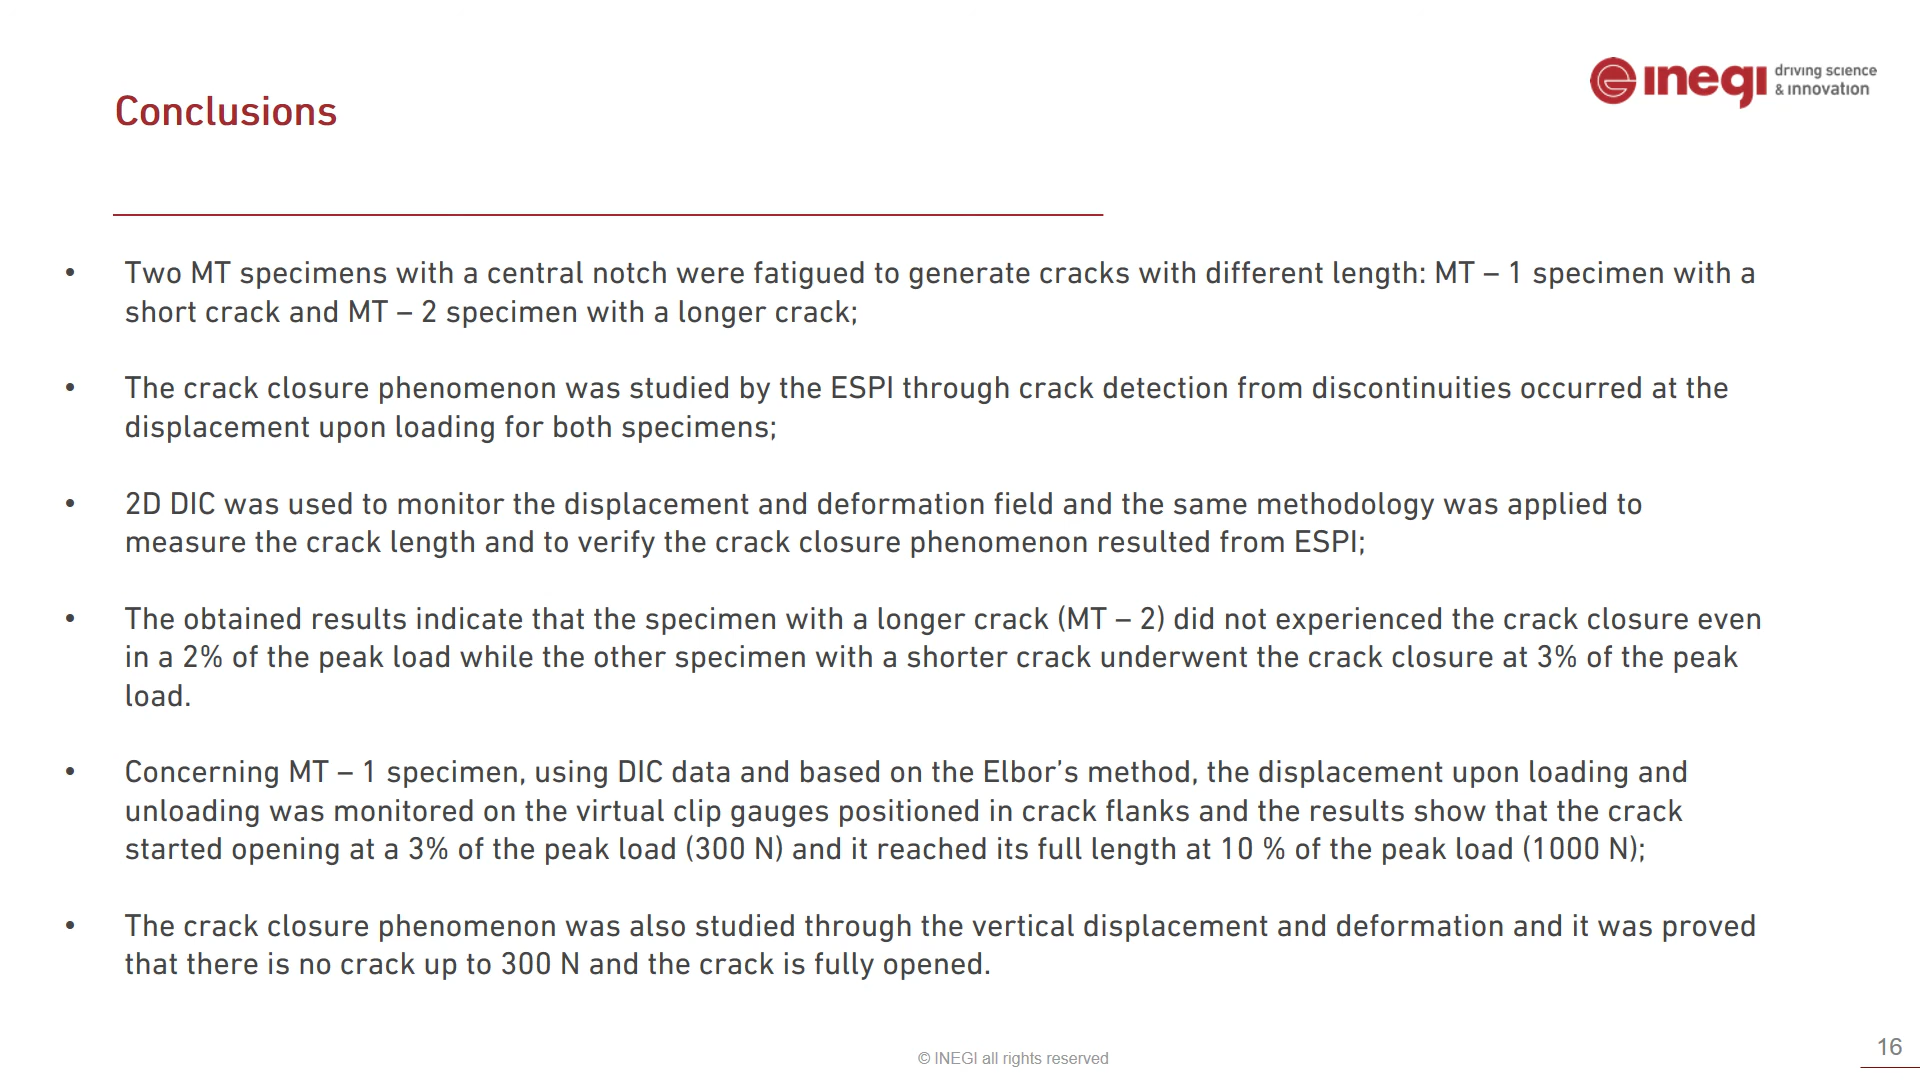 Conclusions
inegi
driving science
& innovation
• Two MT specimens with a central notch were fatigued to generate cracks with different length: MT – 1 specimen with a
short crack and MT – 2 specimen with a longer crack;
• The crack closure phenomenon was studied by the ESPI through crack detection from discontinuities occurred at the
displacement upon loading for both specimens;
• 2D DIC was used to monitor the displacement and deformation field and the same methodology was applied to
measure the crack length and to verify the crack closure phenomenon resulted from ESPI;
• The obtained results indicate that the specimen with a longer crack (MT – 2) did not experienced the crack closure even
in a 2% of the peak load while the other specimen with a shorter crack underwent the crack closure at 3% of the peak
load.
• Concerning MT – 1 specimen, using DIC data and based on the Elbor's method, the displacement upon loading and
unloading was monitored on the virtual clip gauges positioned in crack flanks and the results show that the crack
started opening at a 3% of the peak load (300 N) and it reached its full length at 10 % of the peak load (1000 N);
• The crack closure phenomenon was also studied through the vertical displacement and deformation and it was proved
that there is no crack up to 300 N and the crack is fully opened.
© INEGI all rights reserved
16